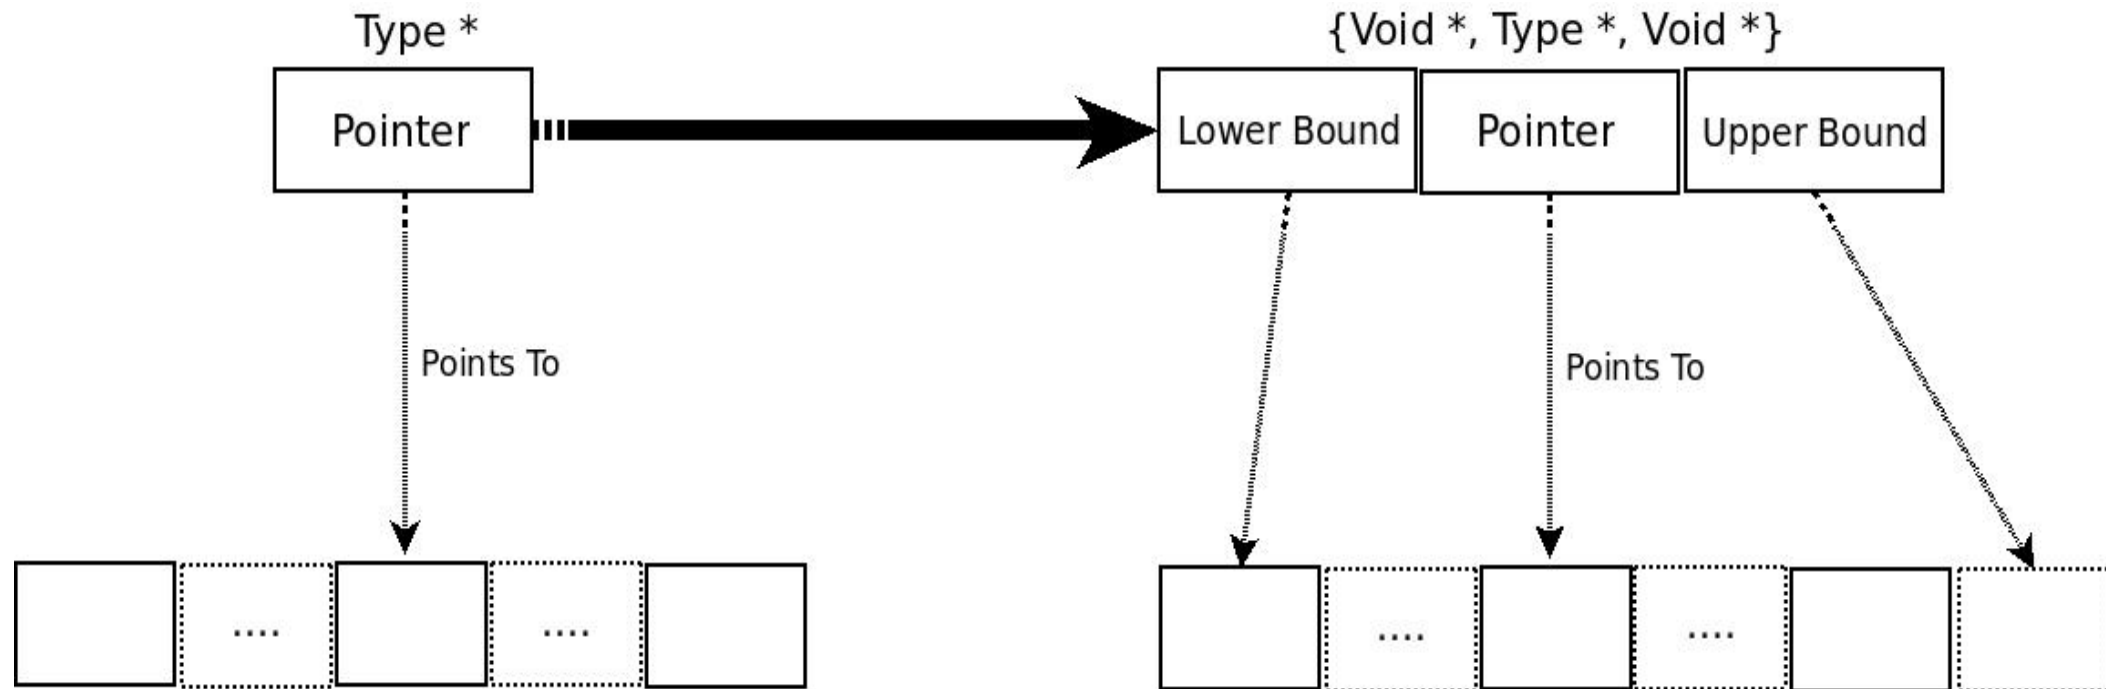 Type *
{Void *, Type *, Void *}
Pointer
Lower Bound
Pointer
Upper Bound
Points To
Points To
....
....
....
....